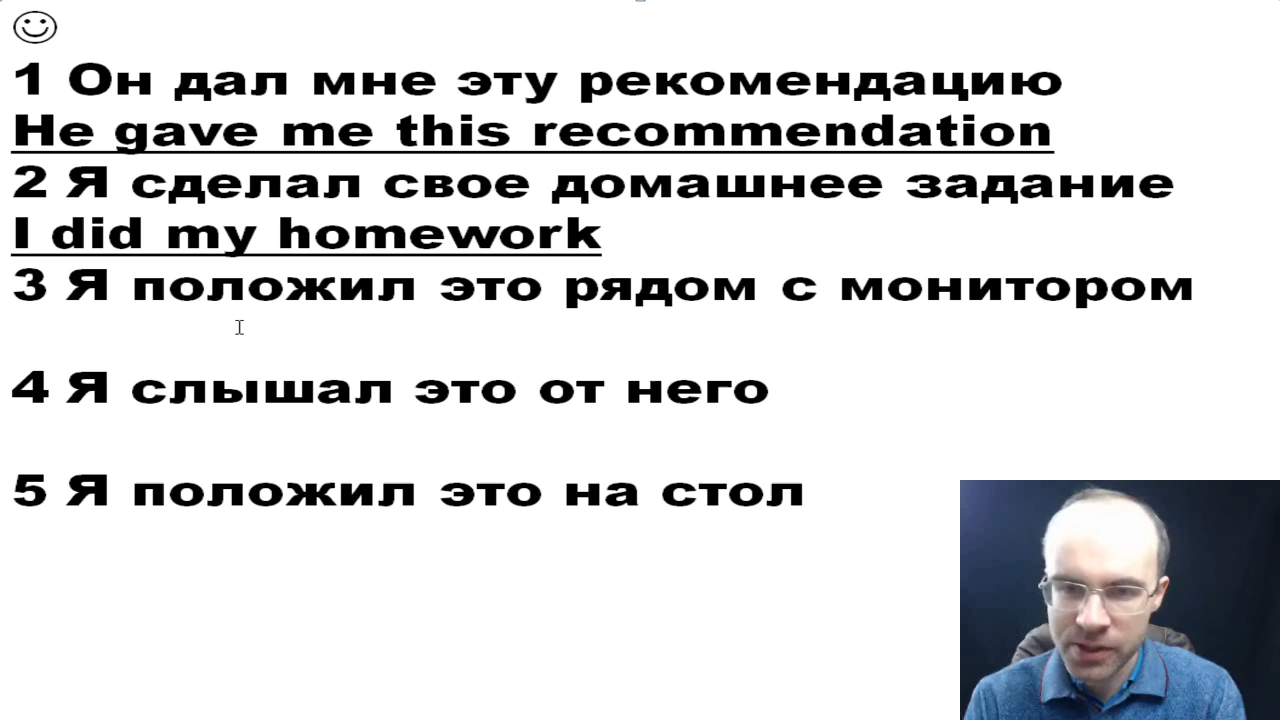 1 Он дал мне эту рекомендацию
He gave me this recommendation
2 Я сделал свое домашнее задание
I did my homework
3 Я положил это рядом с монитором
4 Я слышал это от него
5 Я положил это на стол